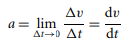 a = lim Δt→0 Δv/Δt = dv/dt